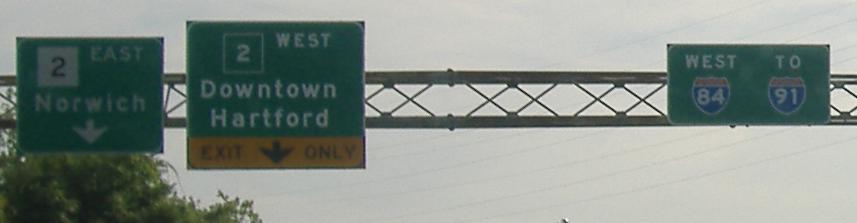 2 EAST
Norwich
2 WEST
Downtown
Hartford
EXIT ONLY
WEST TO
84 91